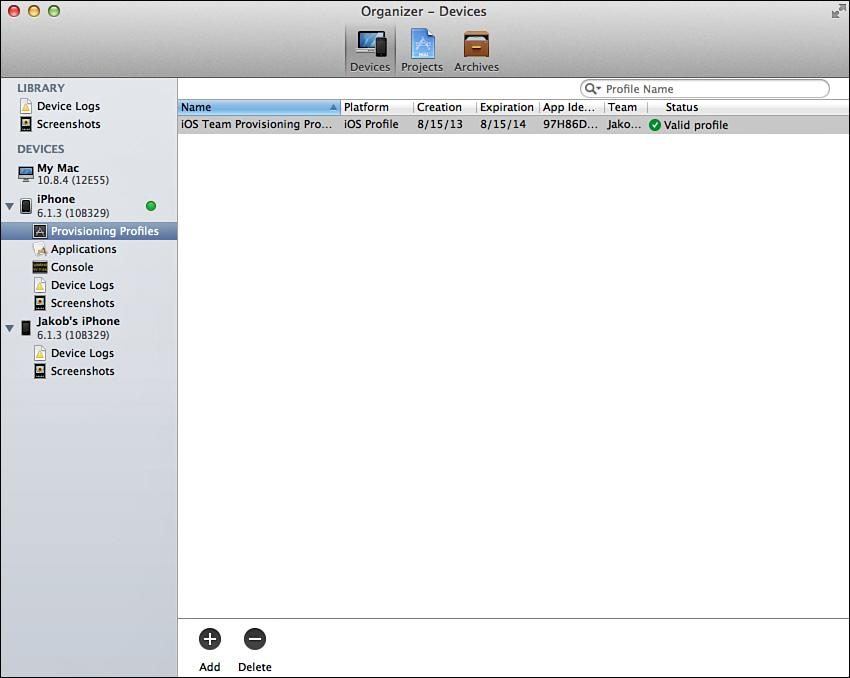 Organizer – Devices
Devices Projects Archives
LIBRARY
Device Logs
Screenshots
DEVICES
My Mac
10.8.4 (12E55)
iPhone
6.1.3 (10B329)
Provisioning Profiles
Applications
Console
Device Logs
Screenshots
Jakob's iPhone
6.1.3 (10B329)
Device Logs
Screenshots
Profile Name
Name Platform Creation Expiration App Ide... Team Status
iOS Team Provisioning Pro... iOS Profile 8/15/13 8/15/14 97H86D... Jako... Valid profile
Add Delete